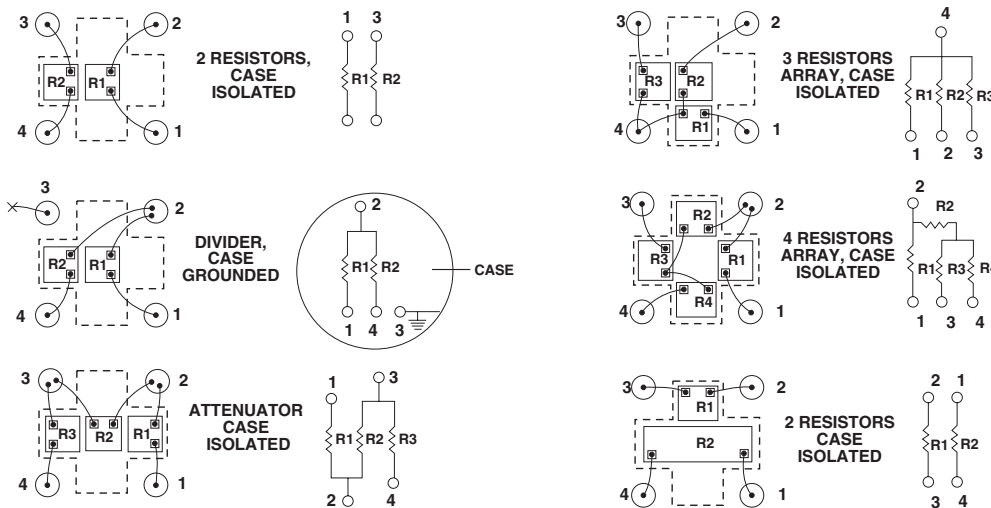 3 2
R2 R1
4 1
2 RESISTORS,
CASE
ISOLATED
1 3
R1 R2
3 2
R3 R2
R1
4 1
3 RESISTORS
ARRAY, CASE
ISOLATED
4
R1 R2 R3
1 2 3
3
2
R2 R1
4 1
DIVIDER,
CASE
GROUNDED
2
R1 R2
CASE
1 4 3
3 2
R2
R3 R1
R4
4 1
4 RESISTORS
ARRAY, CASE
ISOLATED
2
R2
R1 R3
1 3 4
3 2
R3 R2 R1
4 1
ATTENUATOR
CASE
ISOLATED
1 3
R1 R2 R3
2 4
3 2
R1
R2
4 1
2 RESISTORS
CASE
ISOLATED
2 1
R1 R2
3 4